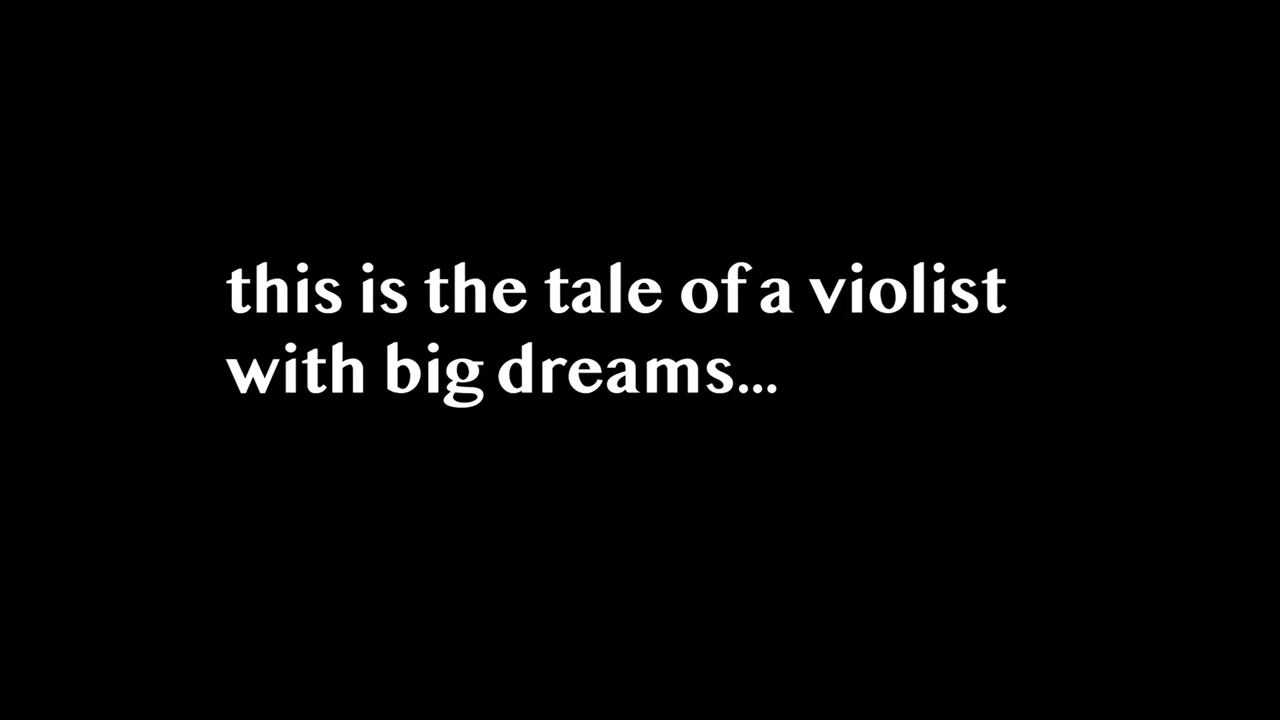 this is the tale of a violist
with big dreams...